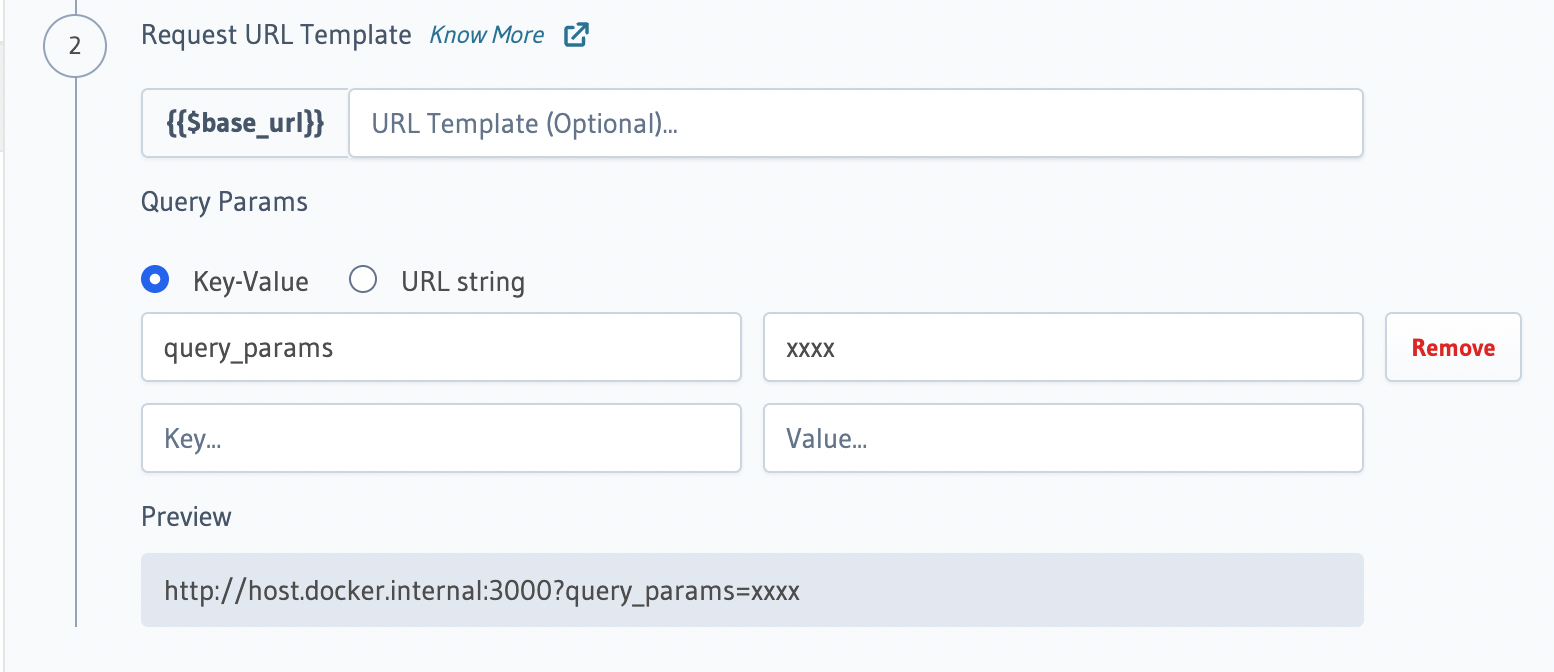 2
Request URL Template Know More
{{$base_url}} URL Template (Optional)...
Query Params
Key-Value URL string
query_params xxxx Remove
Key... Value...
Preview
http://host.docker.internal:3000?query_params=xxxx